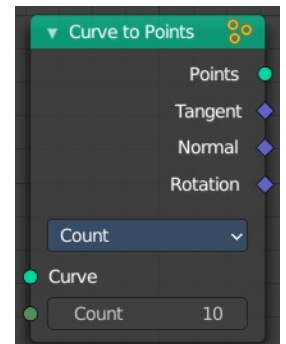 Curve to Points
Points
Tangent
Normal
Rotation
Count
Curve
Count 10